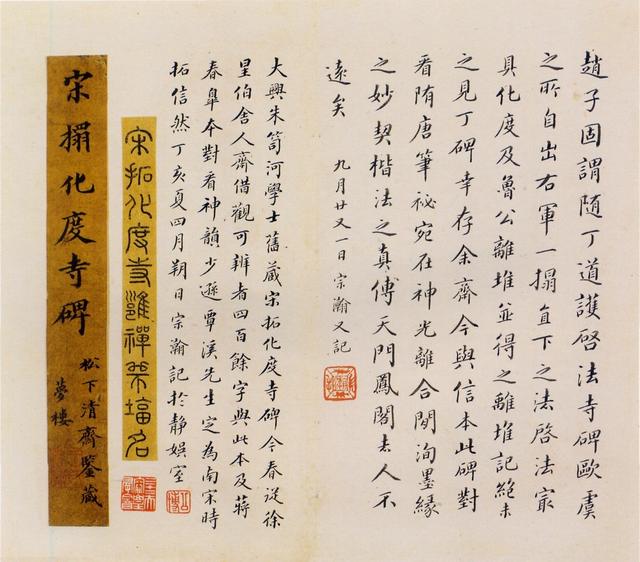 趙子固謂随丁道護啓法寺碑歐虞
之所自出右軍一搨直下之法啓法㝡
具化度及魯公離堆並得之離堆記絶未
之見丁碑幸存余齋今與信本此碑對
看隋唐筆祕宛在神光離合閒洵墨緣
之妙契楷法之真傳天門鳳閣去人不
遠矣 九月廿又一日宗瀚又記
大興朱笥河學士舊藏宋拓化度寺碑今春從徐
星伯舍人齋借觀可辨者四百餘字與此本及蔣
春皐本對看神韻少遜覃溪先生定為南宋時
拓信然丁亥夏四月朔日宗瀚記於静娱室
宋拓化度寺邕禪師塔名
宋搨化度寺碑
松下清齋鑒藏
夢樓